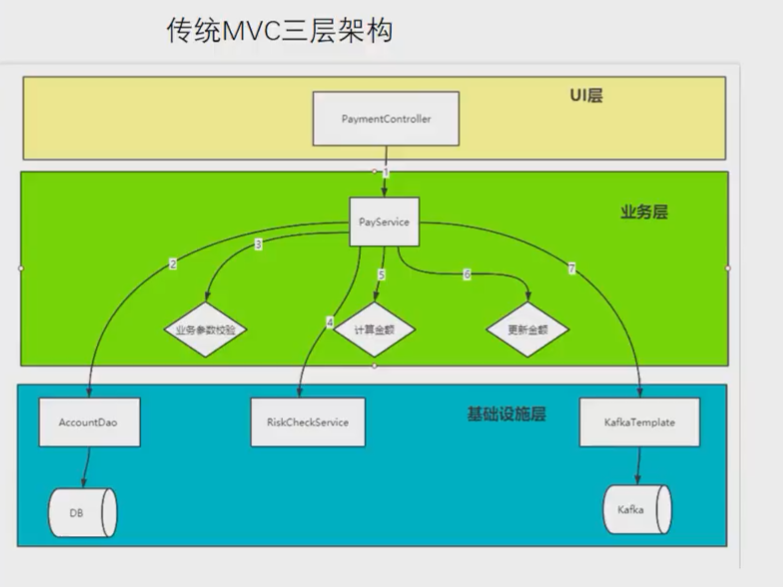 传统MVC三层架构
UI层
PaymentController
1
业务层
PayService
2
3
4
5
6
7
业务参数校验
计算金额
更新金额
基础设施层
AccountDao
RiskCheckService
KafkaTemplate
DB
Kafka